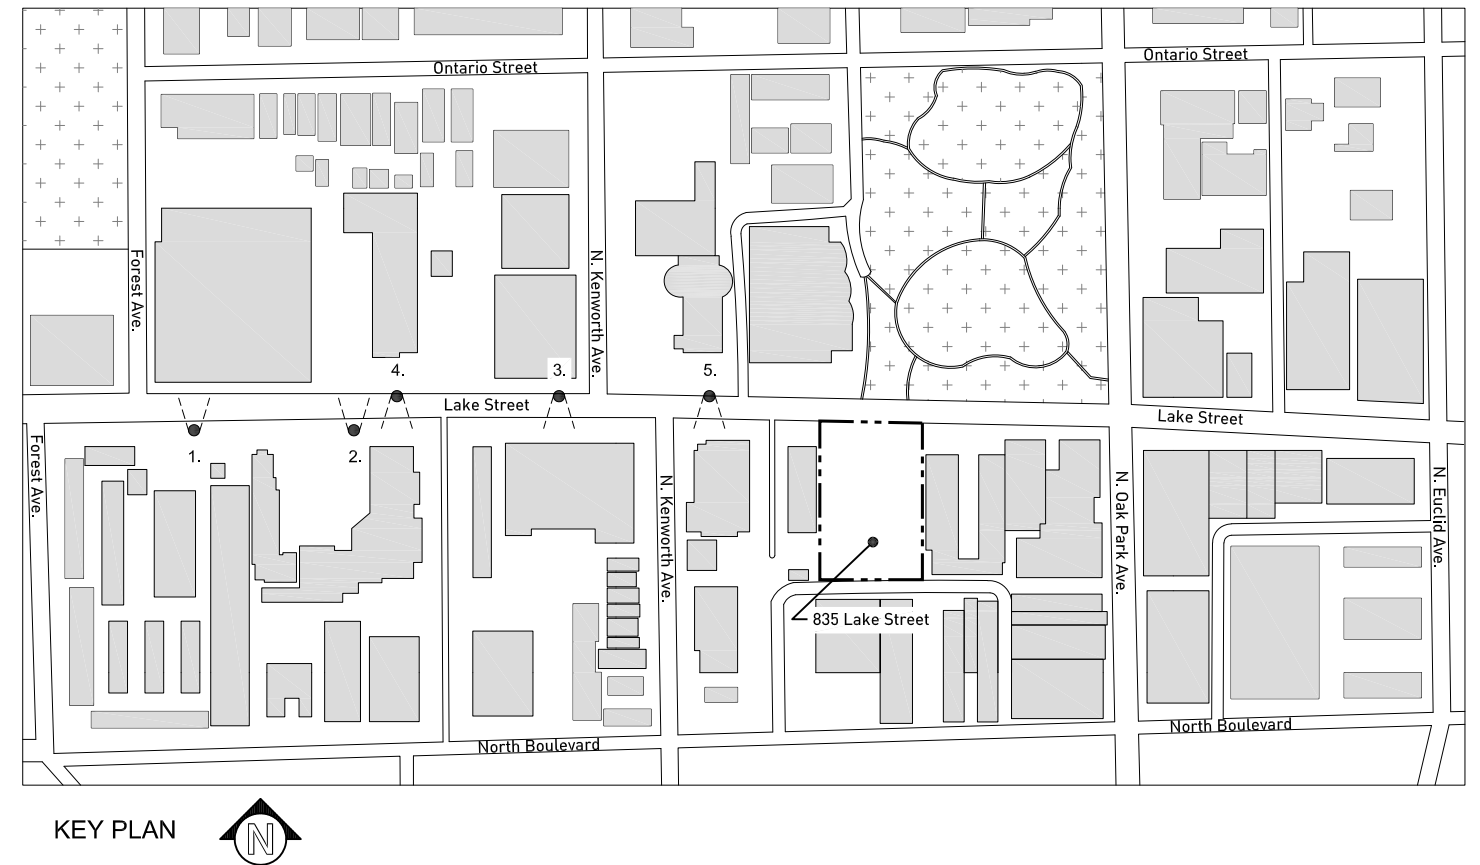 Ontario Street
Ontario Street
Forest Ave.
N. Kenworth Ave.
4.
3.
5.
Lake Street
Lake Street
1.
2.
Forest Ave.
N. Kenworth Ave.
N. Oak Park Ave.
N. Euclid Ave.
835 Lake Street
North Boulevard
North Boulevard
KEY PLAN
N